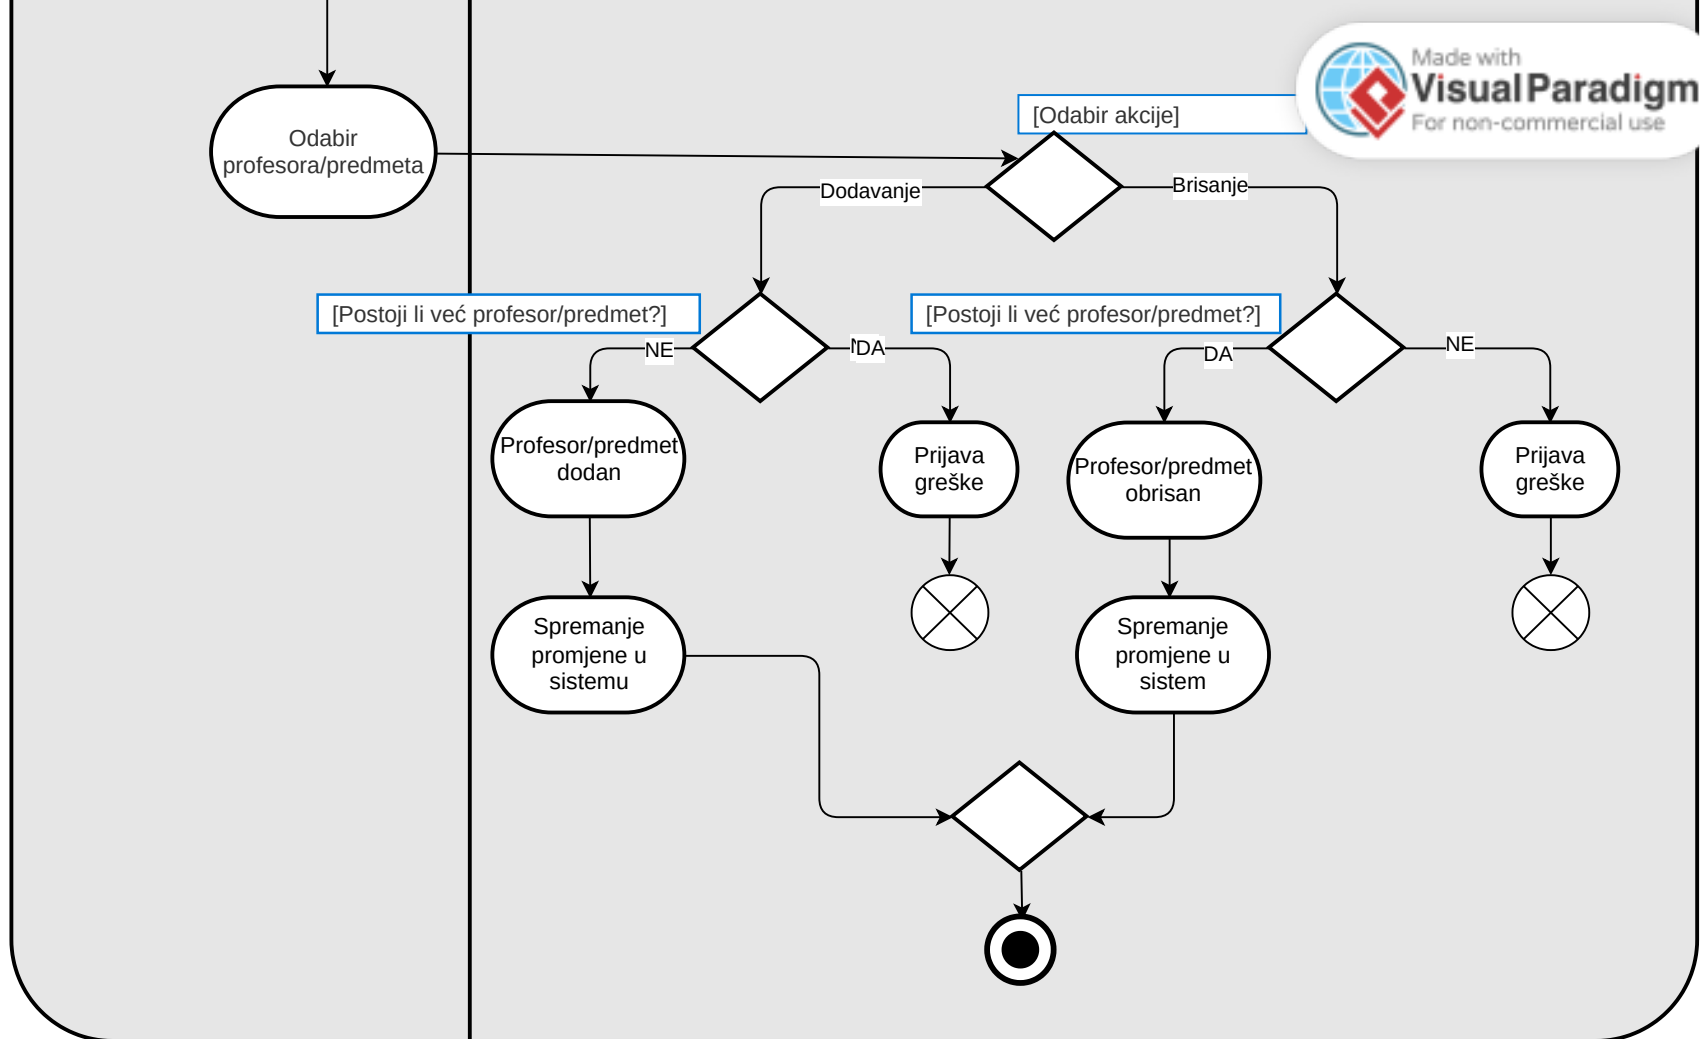 Made with
Visual Paradigm
For non-commercial use
[Odabir akcije]
Odabir
profesora/predmeta
Dodavanje
Brisanje
[Postoji li već profesor/predmet?]
[Postoji li već profesor/predmet?]
NE
DA
DA
NE
Profesor/predmet
dodan
Prijava
greške
Profesor/predmet
obrisan
Prijava
greške
Spremanje
promjene u
sistemu
Spremanje
promjene u
sistem